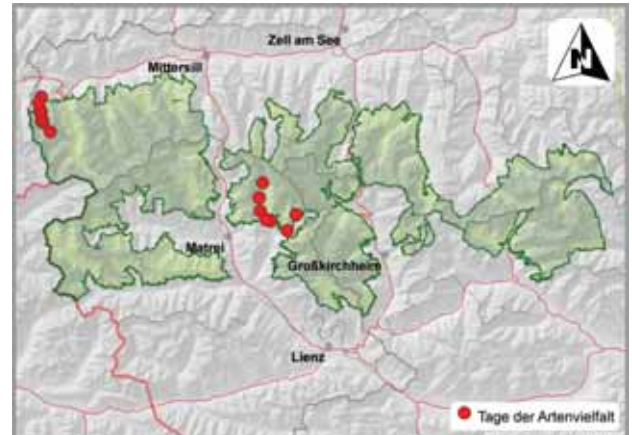 Zell am See
Mittersill
N
Matrei
Großkirchheim
Lienz
Tage der Artenvielfalt